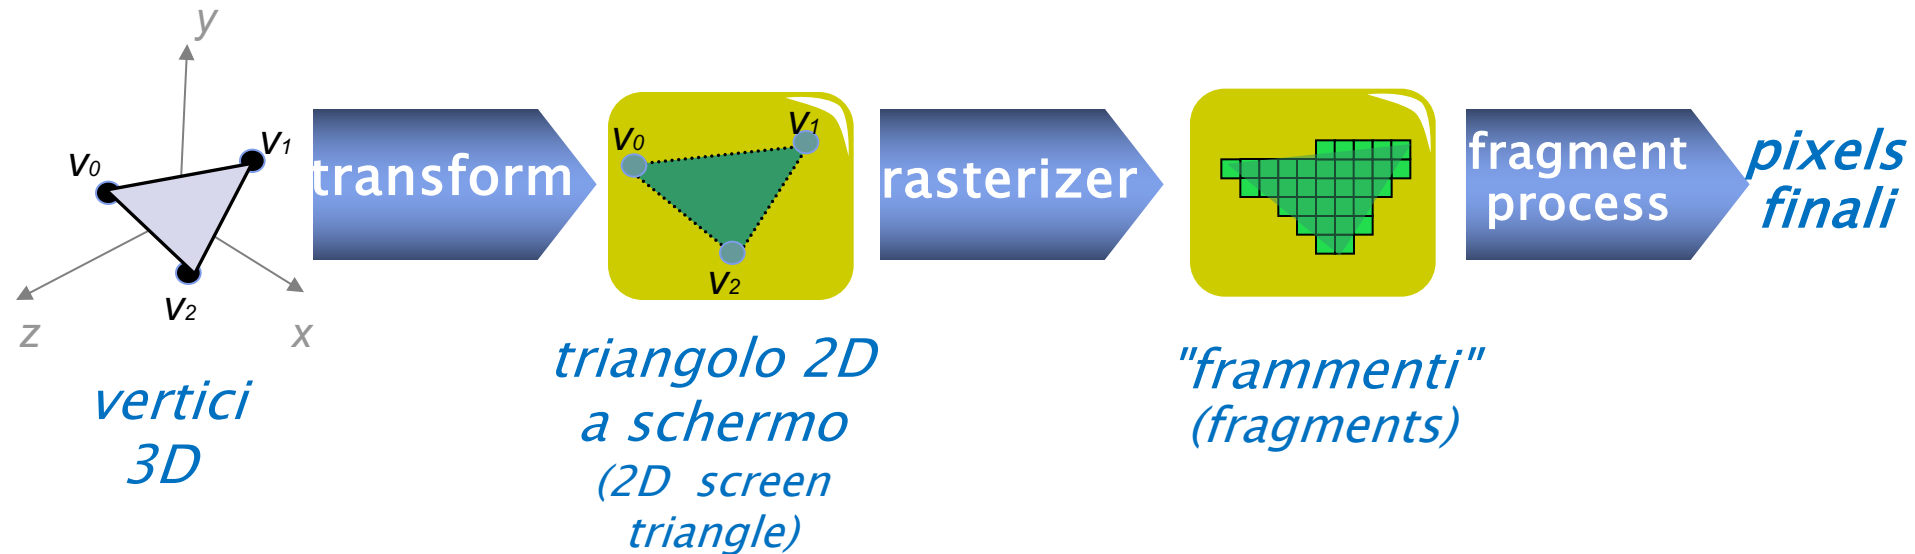 y
v0
v1
v2
z
x
vertici
3D
transform
v0
v1
v2
triangolo 2D
a schermo
(2D screen
triangle)
rasterizer
"frammenti"
(fragments)
fragment
process
pixels
finali